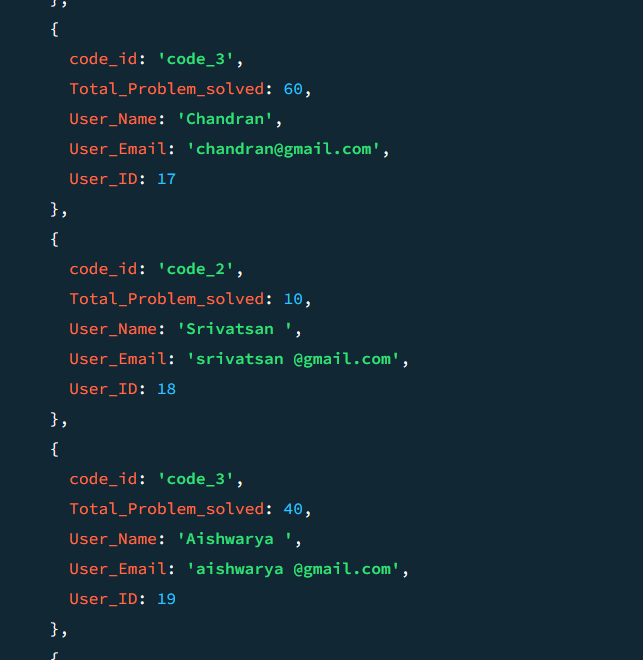 },
{
code_id: 'code_3',
Total_Problem_solved: 60,
User_Name: 'Chandran',
User_Email: 'chandran@gmail.com',
User_ID: 17
},
{
code_id: 'code_2',
Total_Problem_solved: 10,
User_Name: 'Srivatsan ',
User_Email: 'srivatsan @gmail.com',
User_ID: 18
},
{
code_id: 'code_3',
Total_Problem_solved: 40,
User_Name: 'Aishwarya ',
User_Email: 'aishwarya @gmail.com',
User_ID: 19
},
{